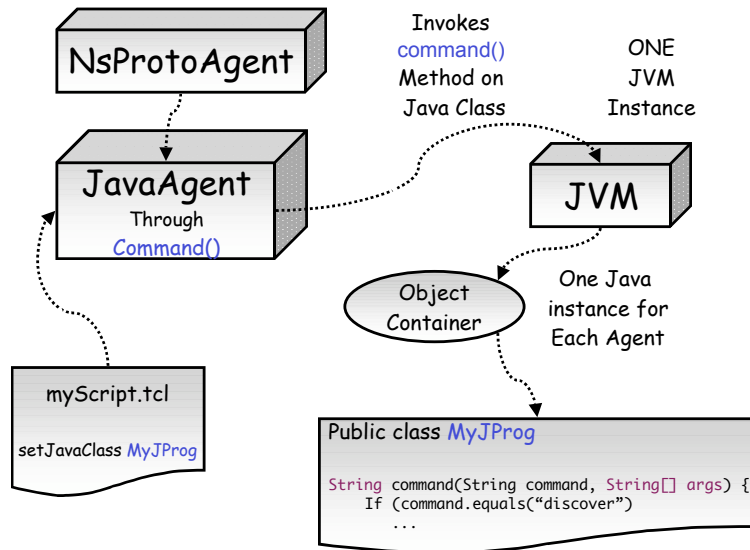 NsProtoAgent
Invokes
command()
Method on
Java Class
ONE
JVM
Instance
JavaAgent
Through
Command()
JVM
Object
Container
One Java
instance for
Each Agent
myScript.tcl
setJavaClass MyJProg
Public class MyJProg
String command(String command, String[] args) {
If (command.equals(“discover”)
...